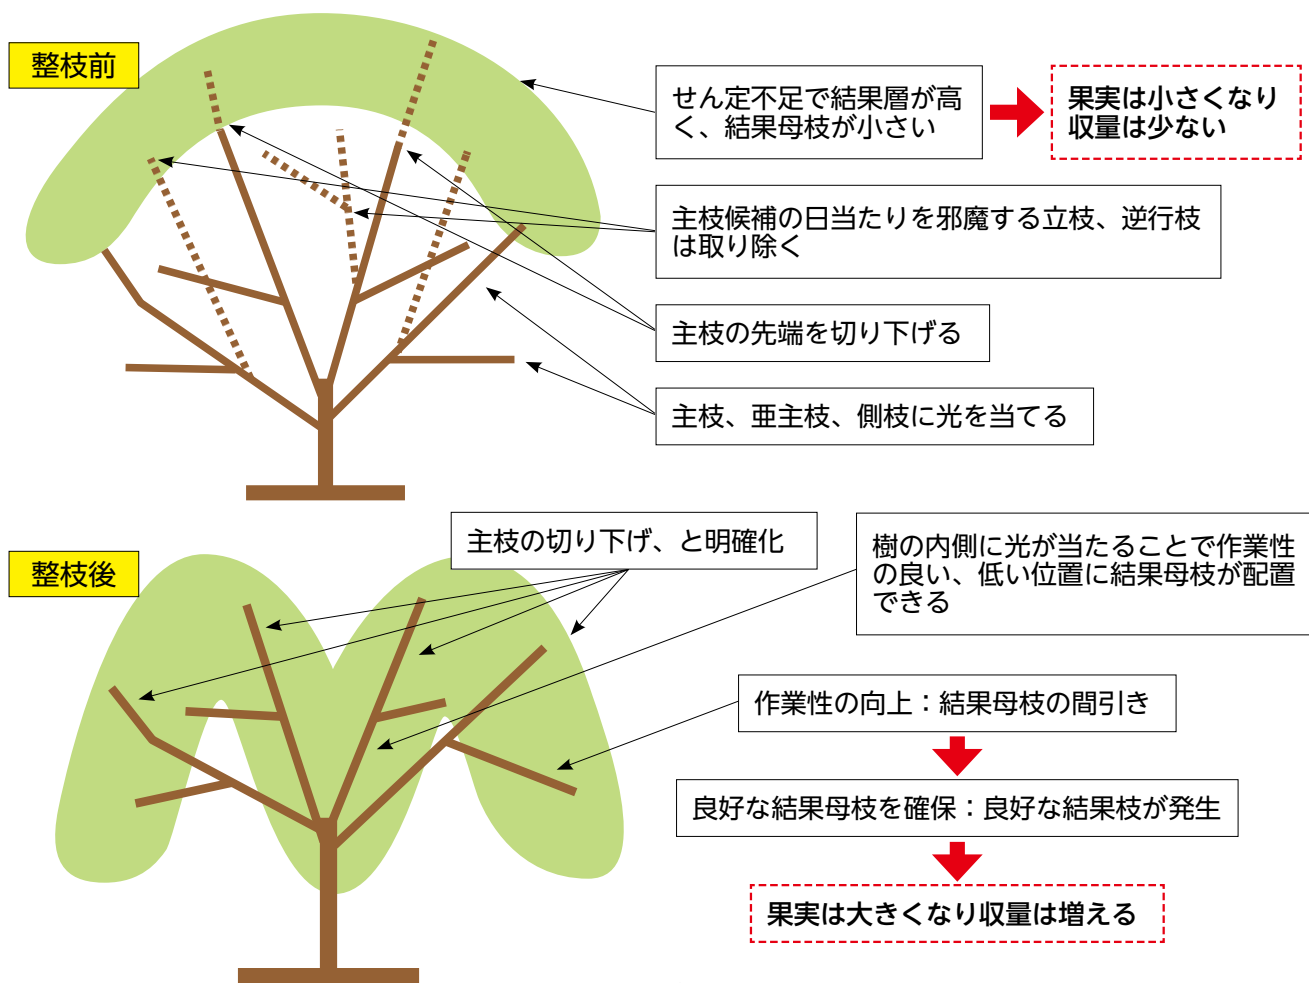 整枝前
せん定不足で結果層が高
く、結果母枝が小さい
果実は小さくなり
収量は少ない
主枝候補の日当たりを邪魔する立枝、逆行枝
は取り除く
主枝の先端を切り下げる
主枝、亜主枝、側枝に光を当てる
整枝後
主枝の切り下げ、と明確化
樹の内側に光が当たることで作業性
の良い、低い位置に結果母枝が配置
できる
作業性の向上：結果母枝の間引き
良好な結果母枝を確保：良好な結果枝が発生
果実は大きくなり収量は増える